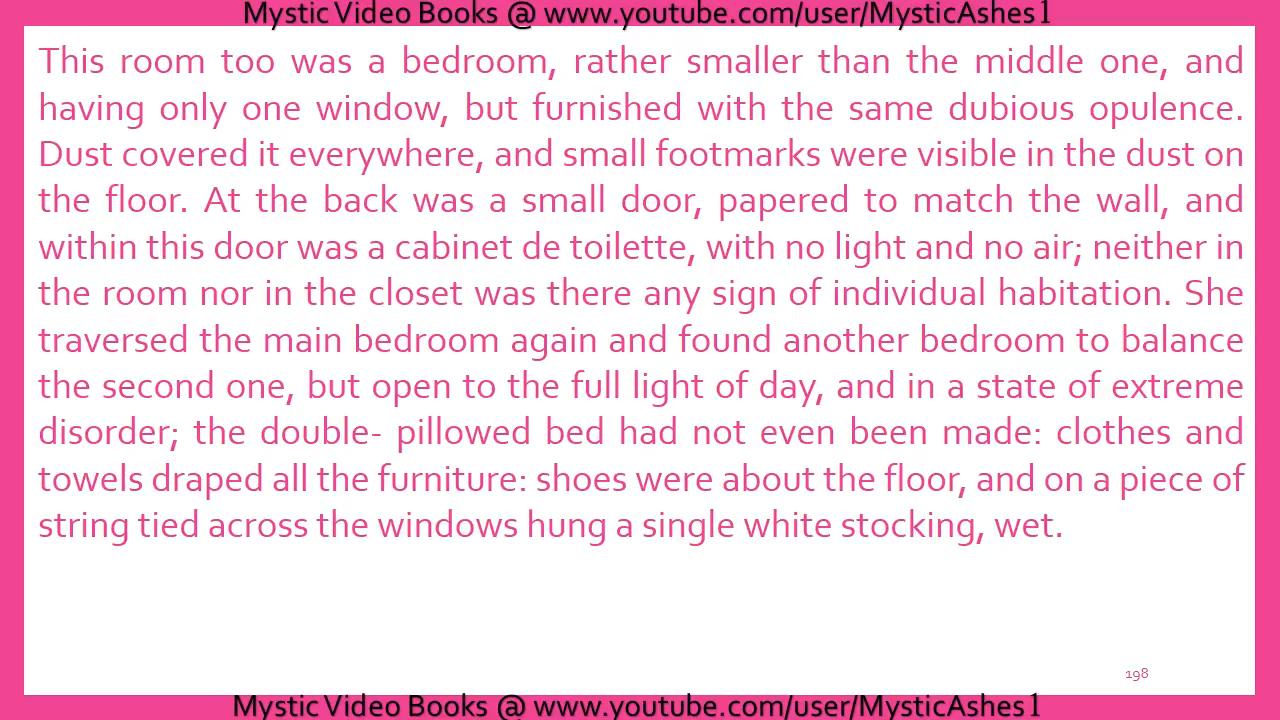 Mystic Video Books @ www.youtube.com/user/MysticAshes1
This room too was a bedroom, rather smaller than the middle one, and
having only one window, but furnished with the same dubious opulence.
Dust covered it everywhere, and small footmarks were visible in the dust on
the floor. At the back was a small door, papered to match the wall, and
within this door was a cabinet de toilette, with no light and no air; neither in
the room nor in the closet was there any sign of individual habitation. She
traversed the main bedroom again and found another bedroom to balance
the second one, but open to the full light of day, and in a state of extreme
disorder; the double- pillowed bed had not even been made: clothes and
towels draped all the furniture: shoes were about the floor, and on a piece of
string tied across the windows hung a single white stocking, wet.
198
Mystic Video Books @ www.youtube.com/user/MysticAshes1